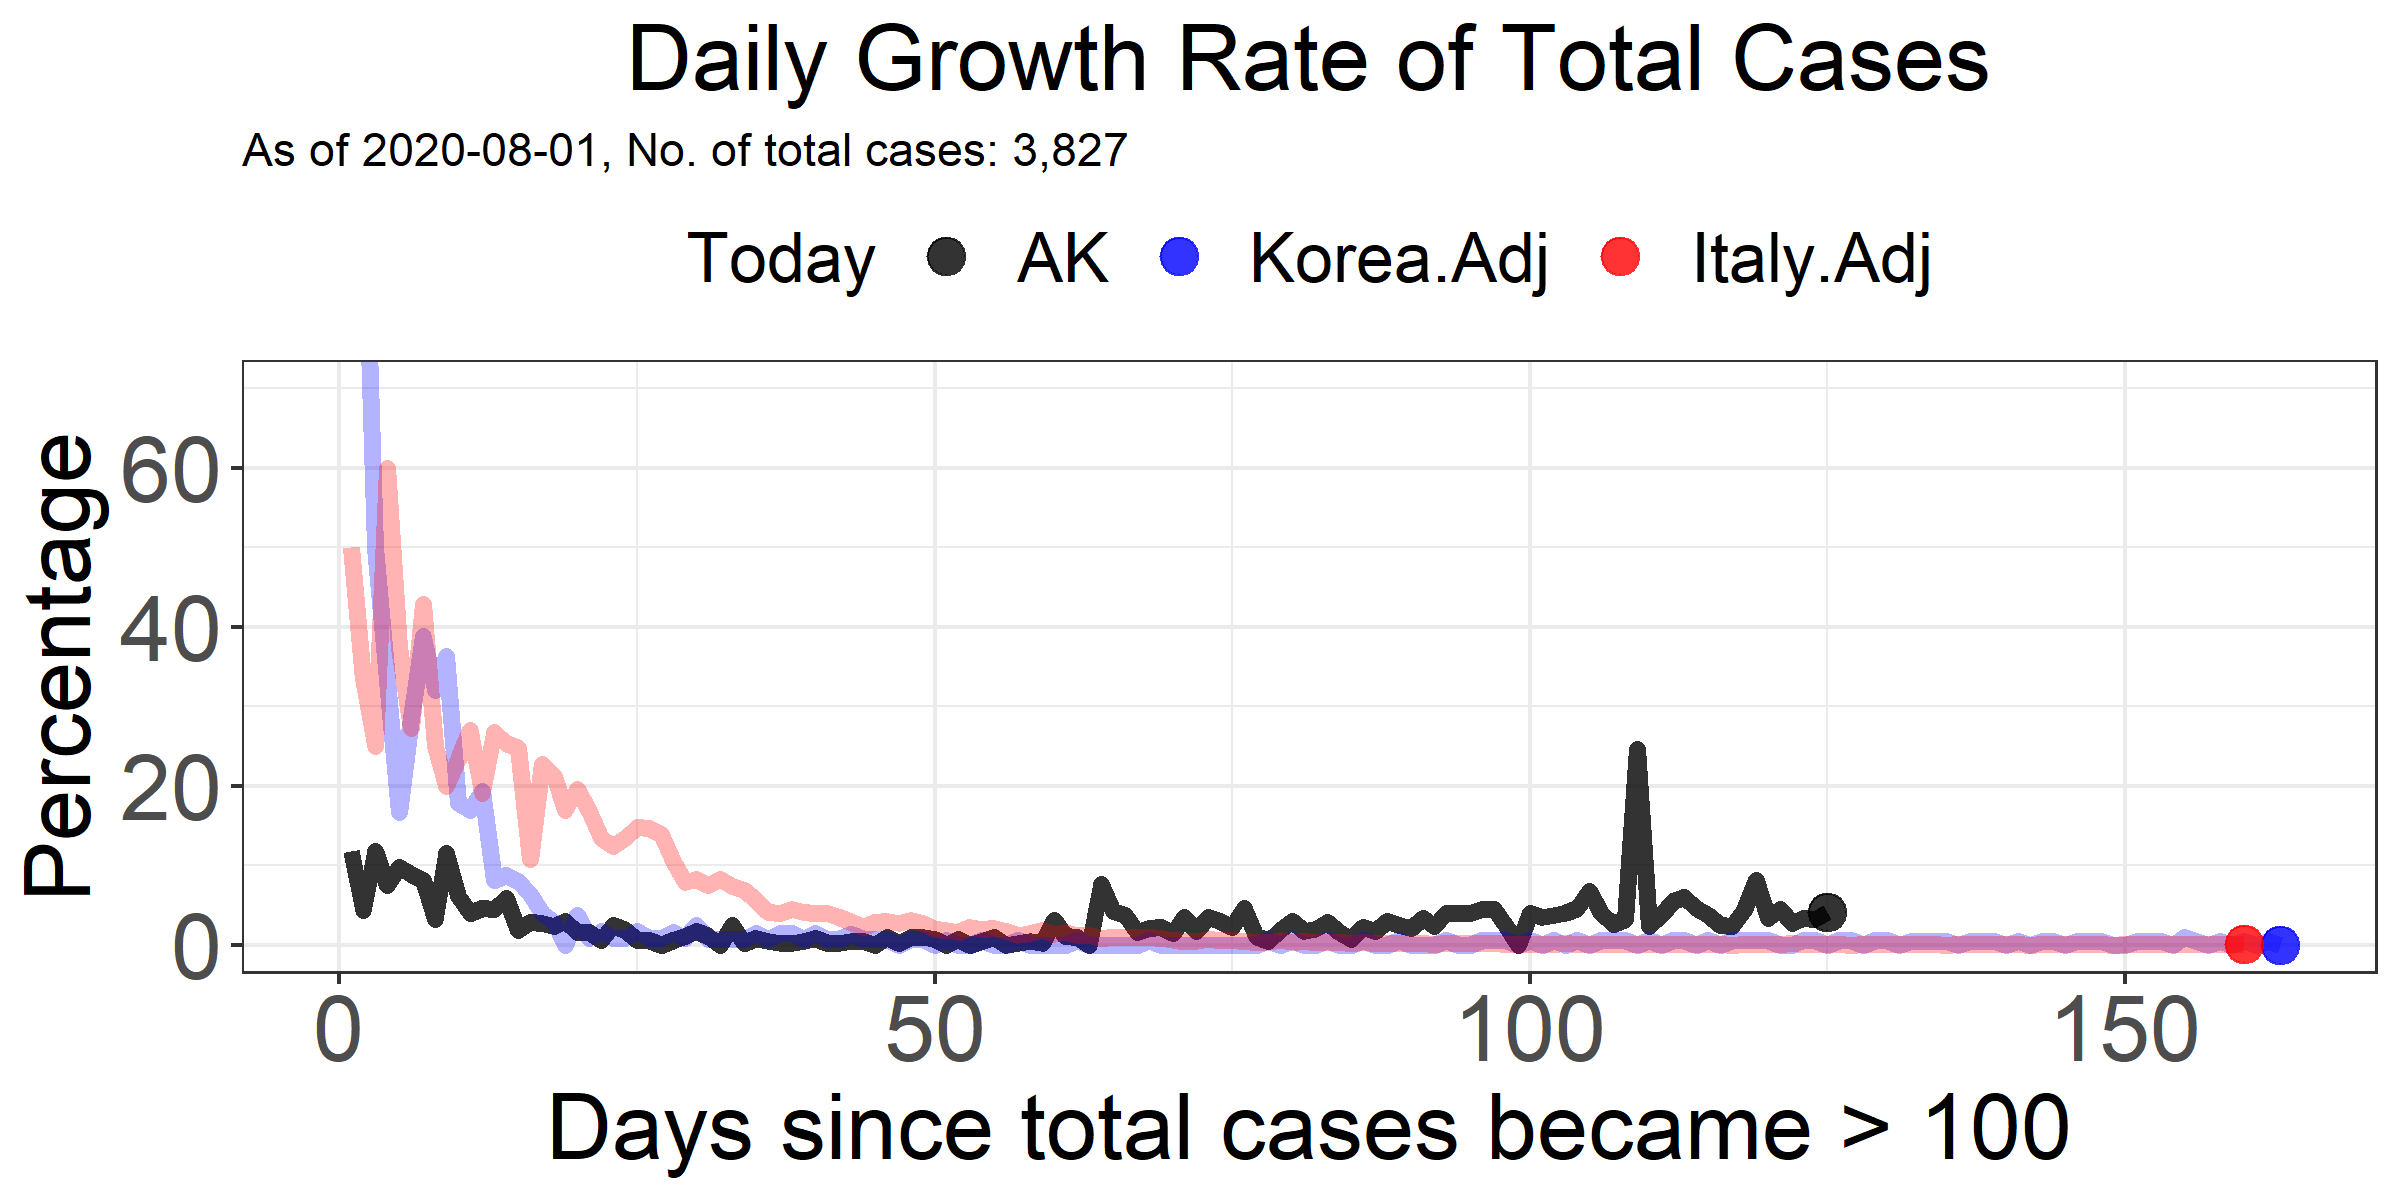 Daily Growth Rate of Total Cases
As of 2020-08-01, No. of total cases: 3,827
Today AK Korea.Adj Italy.Adj
Percentage
60
40
20
0
0 50 100 150
Days since total cases became > 100